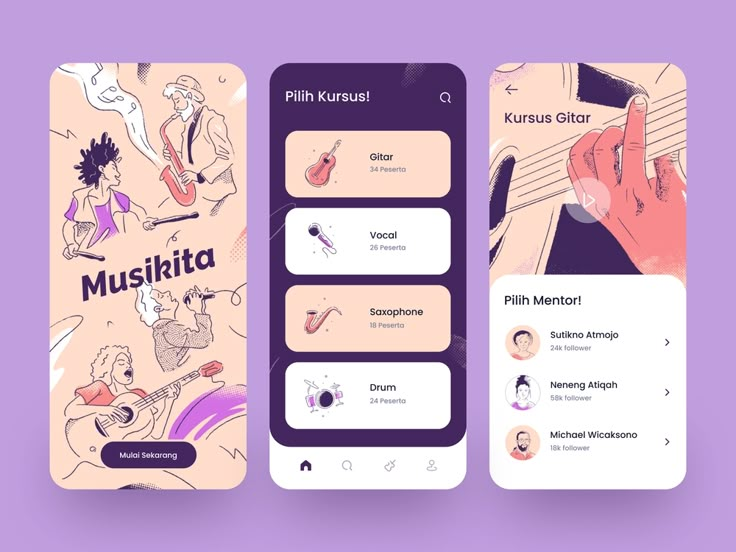 Musikita
Mulai Sekarang
Pilih Kursus!
Gitar
34 Peserta
Vocal
26 Peserta
Saxophone
18 Peserta
Drum
24 Peserta
Kursus Gitar
Pilih Mentor!
Sutikno Atmojo
24k follower
Neneng Atiqah
58k follower
Michael Wicaksono
18k follower